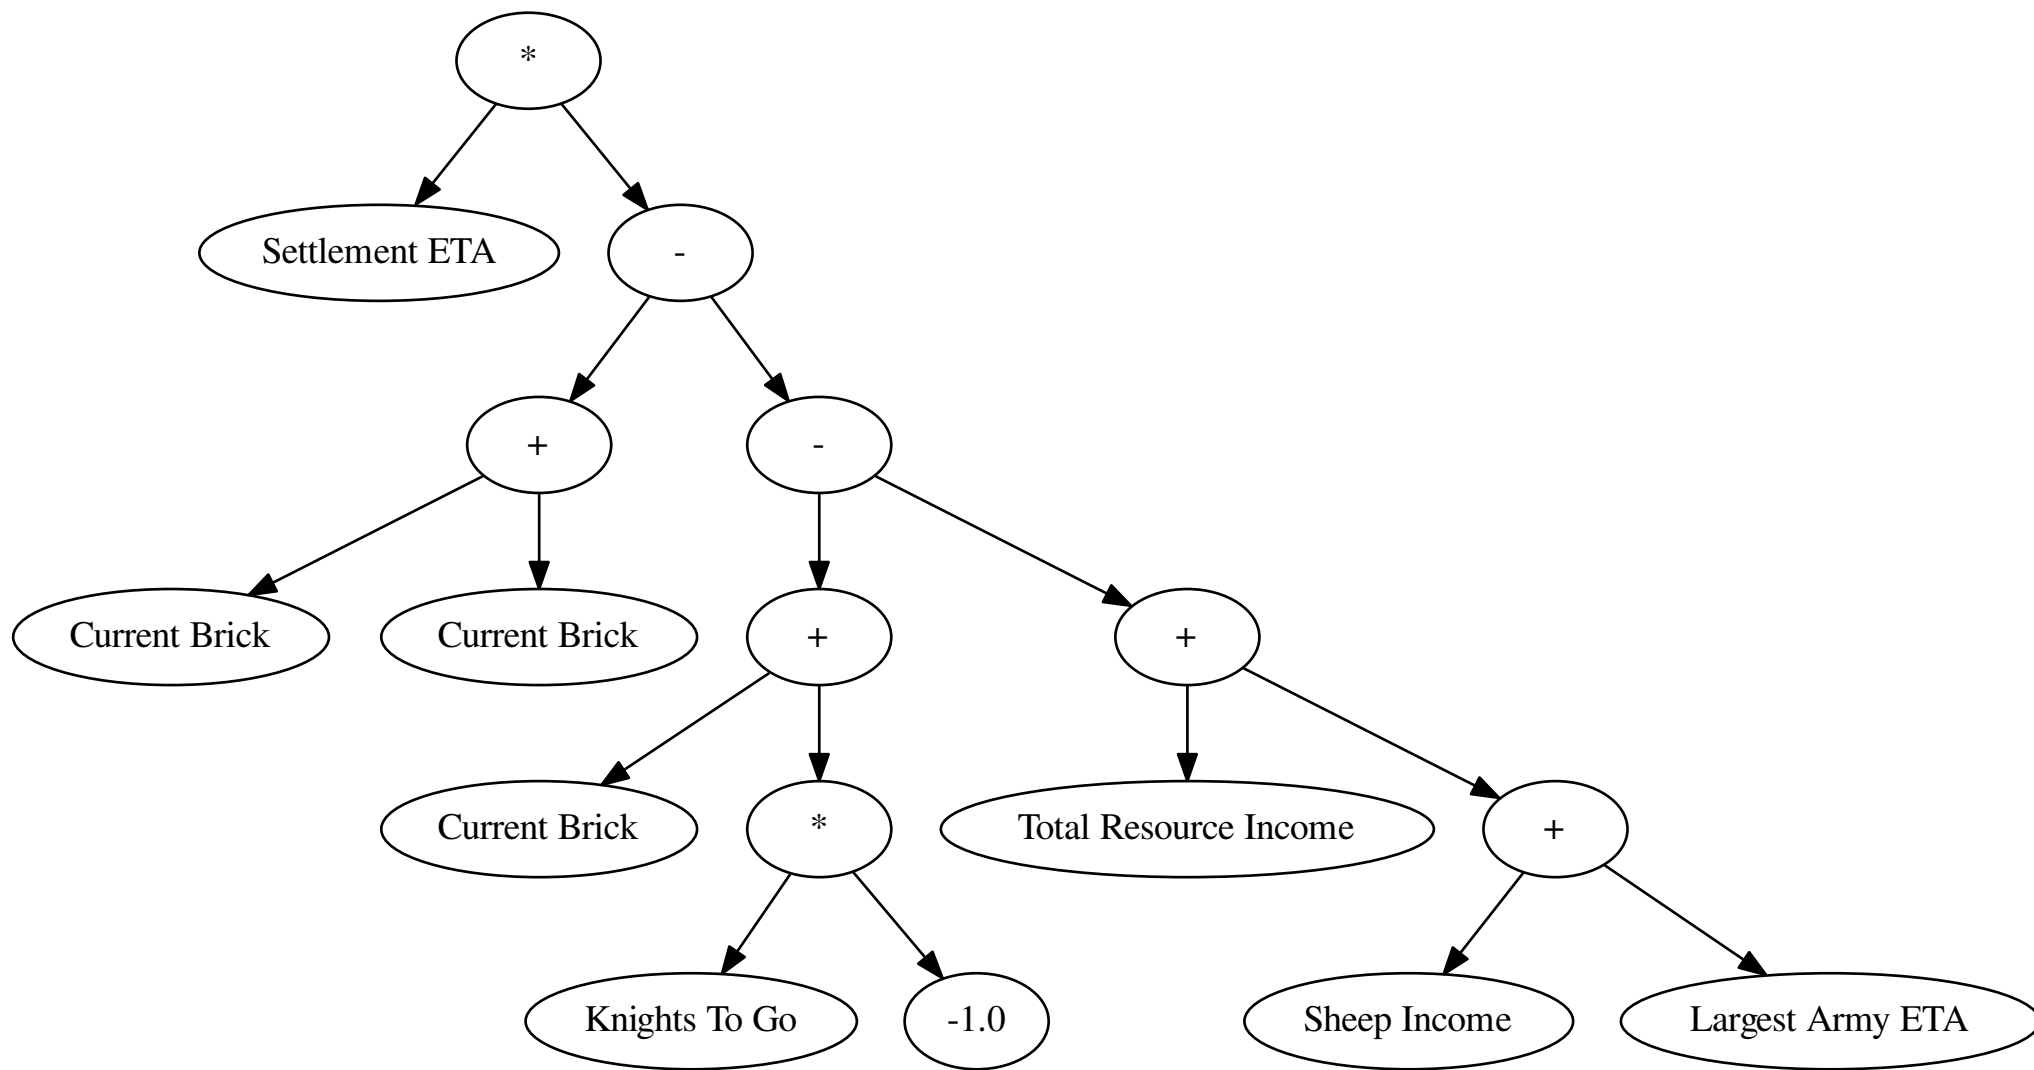 *
Settlement ETA
-
+
-
Current Brick
Current Brick
+
+
Current Brick
*
Total Resource Income
+
Knights To Go
-1.0
Sheep Income
Largest Army ETA